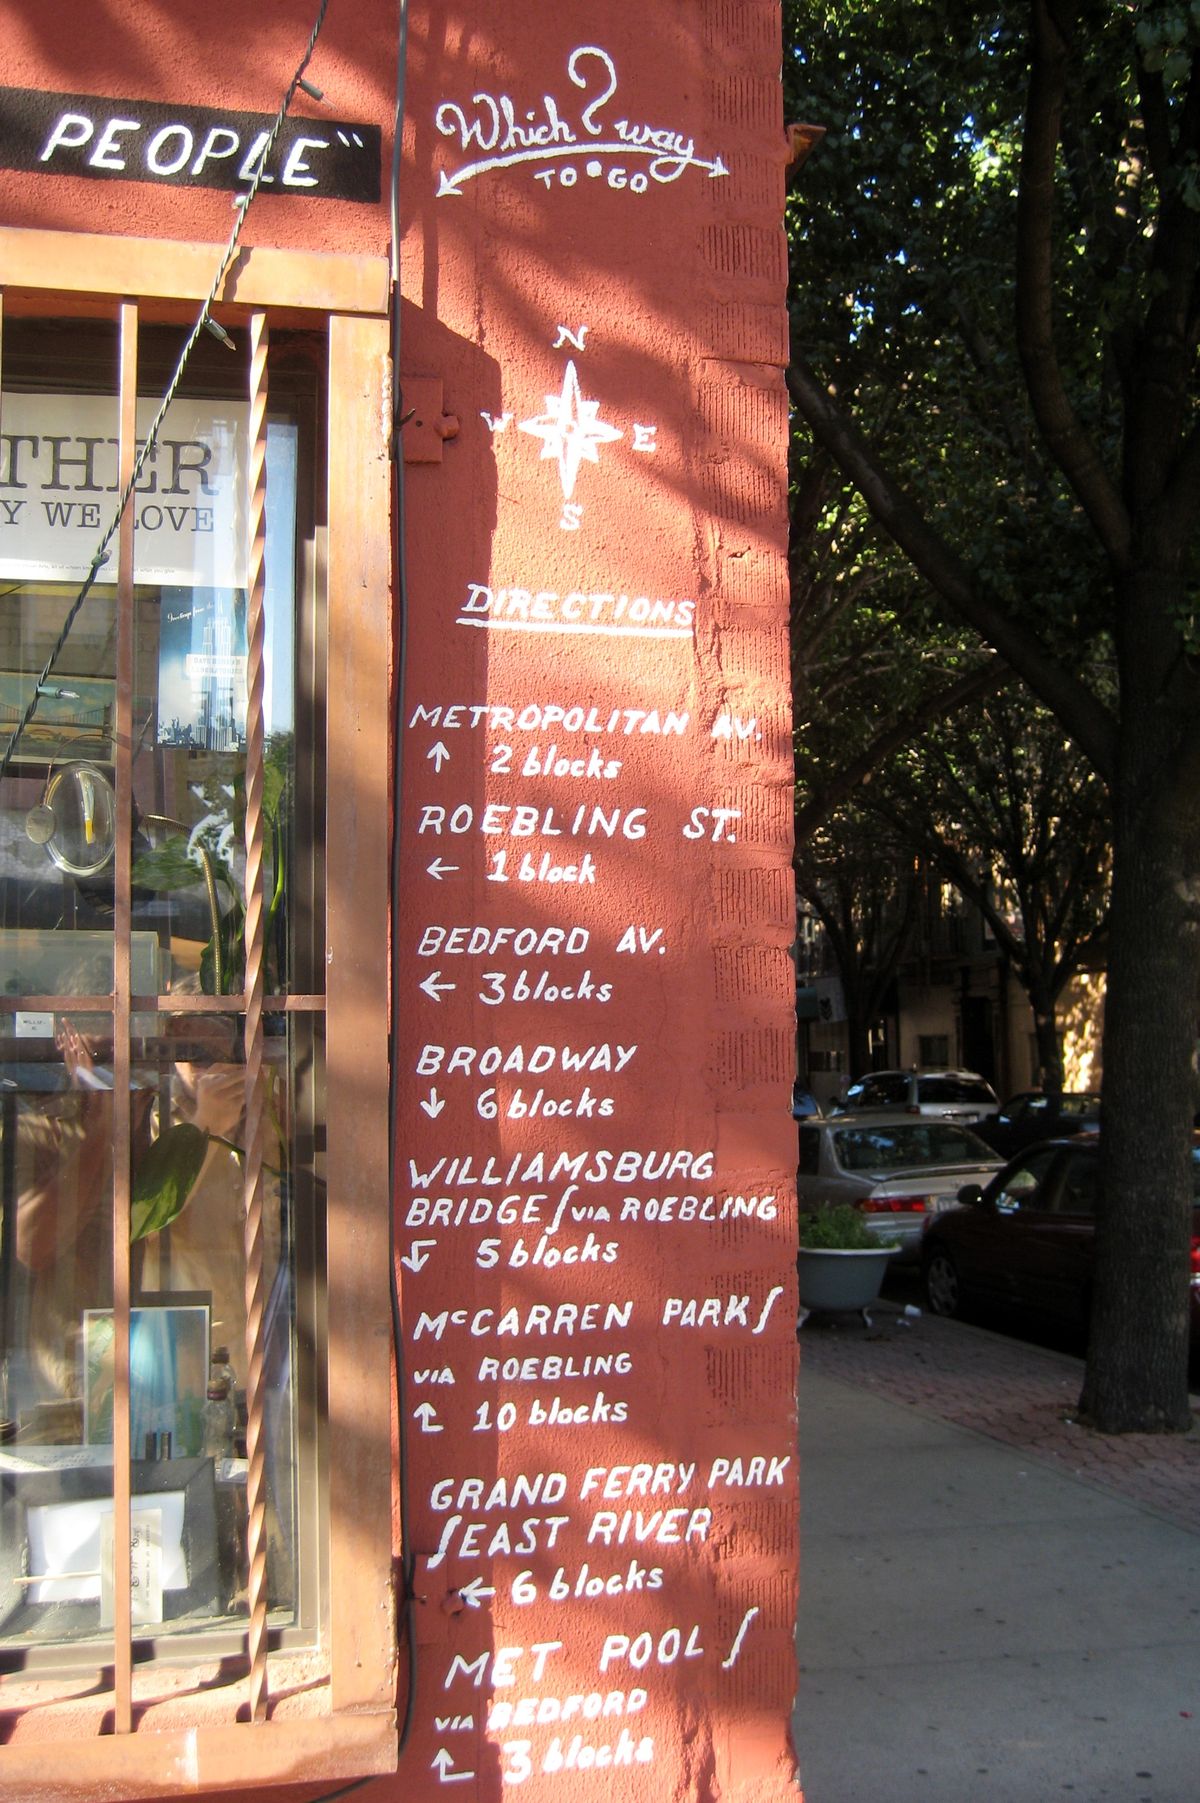 PEOPLE"
Which ? way
TO GO
N
W E
S
THER
Y WE LOVE
DIRECTIONS
METROPOLITAN AV.
↑ 2 blocks
ROEBLING ST.
← 1 block
BEDFORD AV.
← 3 blocks
BROADWAY
↓ 6 blocks
WILLIAMSBURG
BRIDGE/VIA ROEBLING
5 blocks
McCARREN PARK/
VIA ROEBLING
10 blocks
GRAND FERRY PARK
/EAST RIVER
← 6 blocks
MET POOL/
VIA BEDFORD
3 blocks